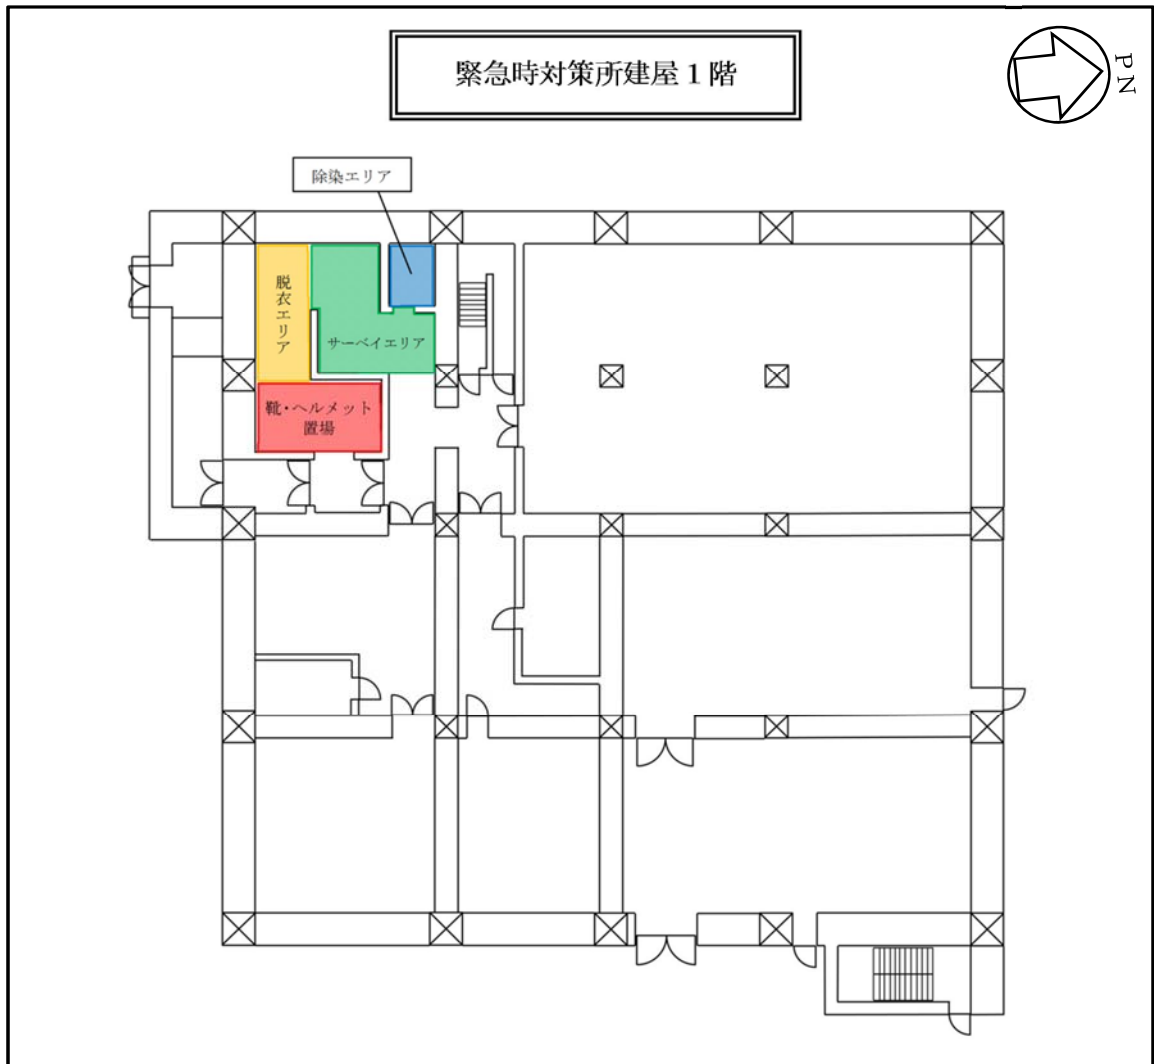 緊急時対策所建屋1階
PN
除染エリア
脱衣エリア
サーベイエリア
靴・ヘルメット
置場